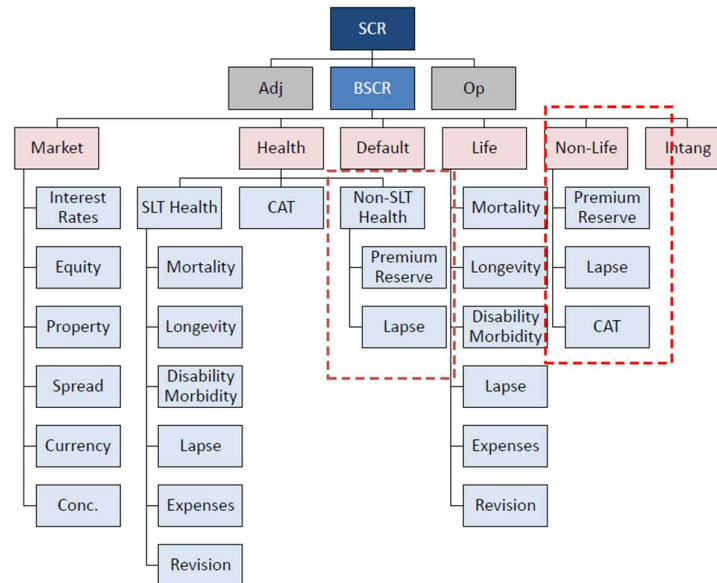 SCR
Adj
BSCR
Op
Market
Health
Default
Life
Non-Life
Intang
Interest
Rates
Equity
Property
Spread
Currency
Conc.
SLT Health
Mortality
Longevity
Disability
Morbidity
Lapse
Expenses
Revision
CAT
Non-SLT
Health
Premium
Reserve
Lapse
Mortality
Longevity
Disability
Morbidity
Lapse
Expenses
Revision
Premium
Reserve
Lapse
CAT